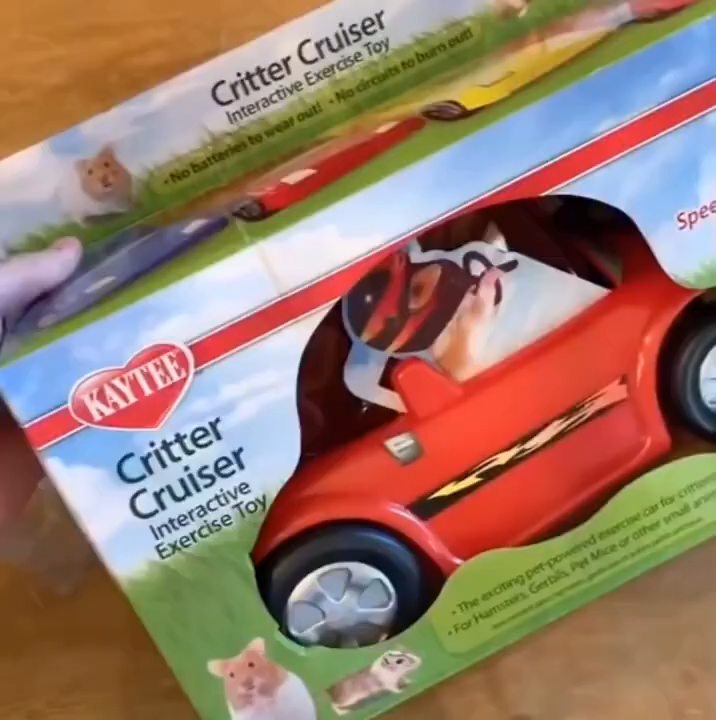 Critter Cruiser
Interactive Exercise Toy
• No batteries to wear out! • No circuits to burn out!
KAYTEE
Critter
Cruiser
Interactive
Exercise Toy
Spee
• The exciting pet-powered exercise car for critters
• For Hamsters, Gerbils, Pet Mice or other small anim